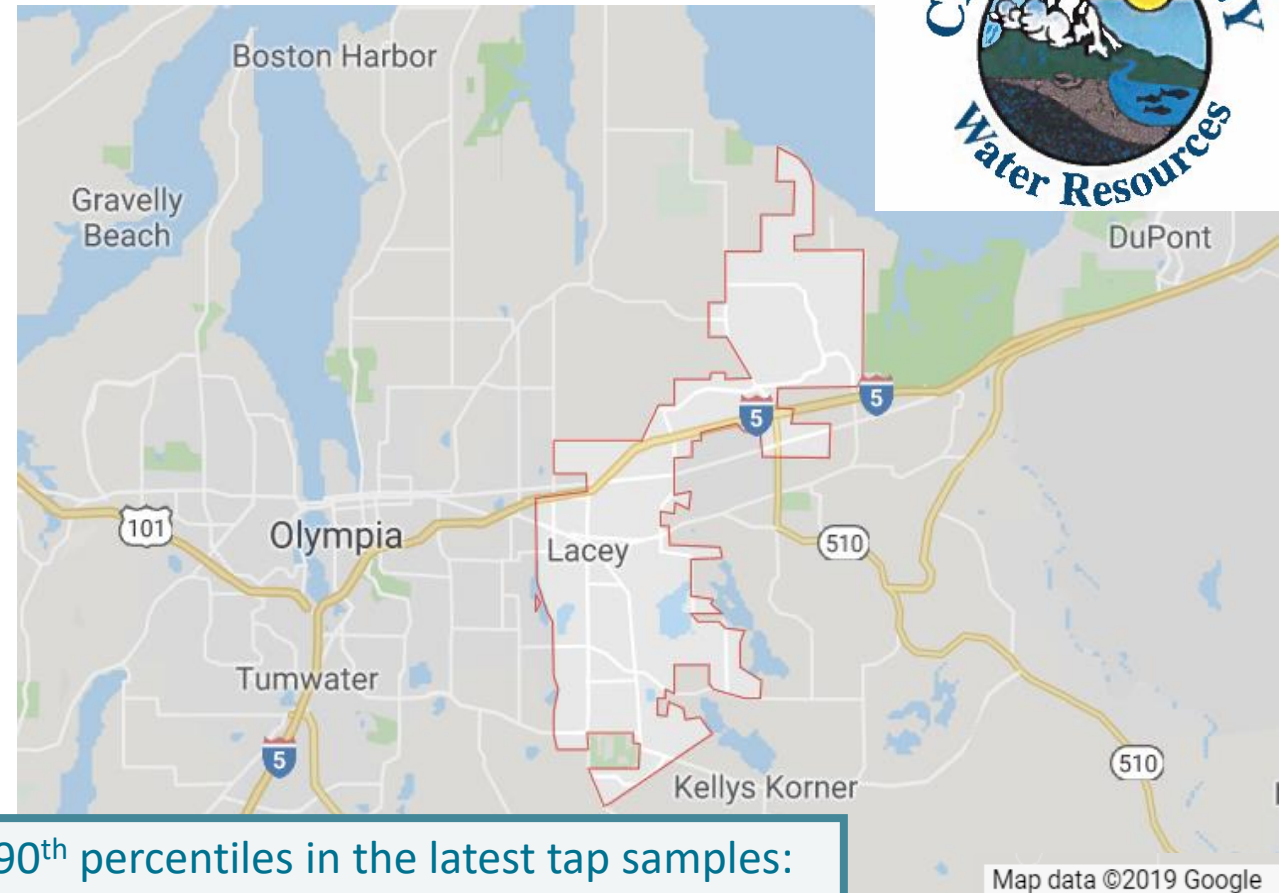 Boston Harbor
Gravelly
Beach
Water Resources
DuPont
5
5
101
Olympia
Lacey
510
Tumwater
5
Kellys Korner
510
90th percentiles in the latest tap samples:
Map data ©2019 Google